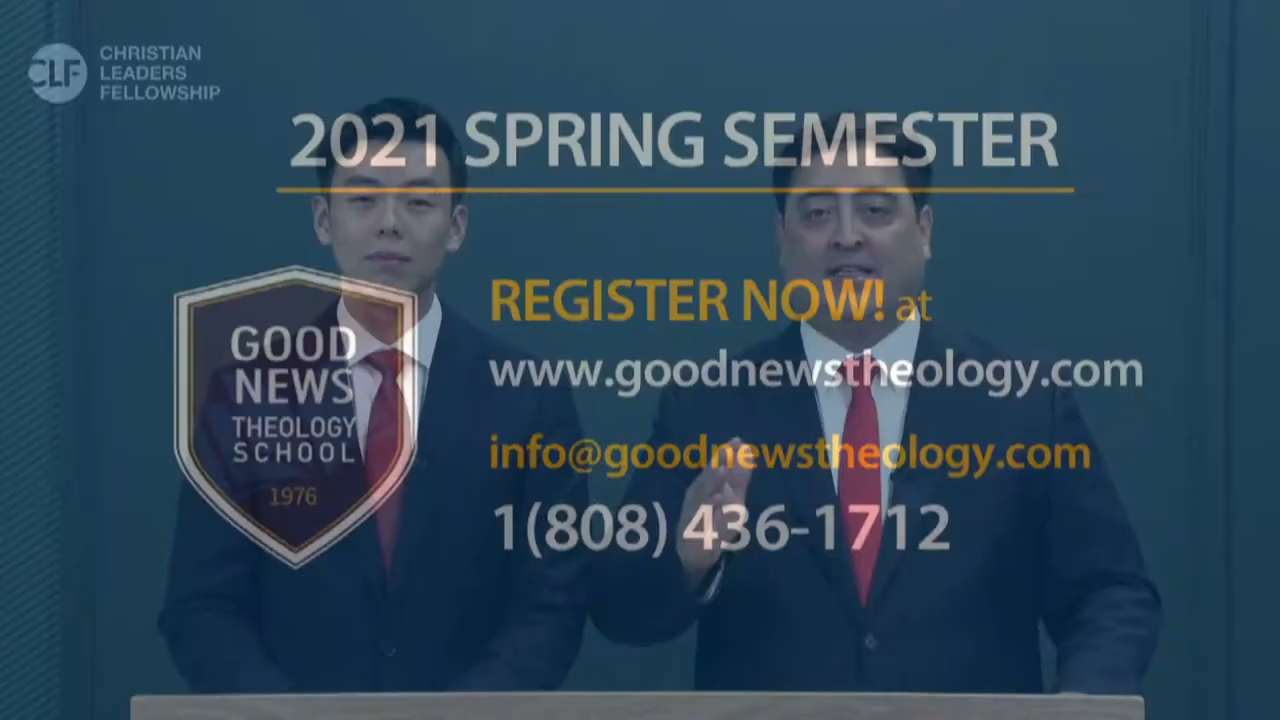 CLF
CHRISTIAN
LEADERS
FELLOWSHIP
2021 SPRING SEMESTER
GOOD
NEWS
THEOLOGY
SCHOOL
1976
REGISTER NOW! at
www.goodnewstheology.com
info@goodnewstheology.com
1(808) 436-1712